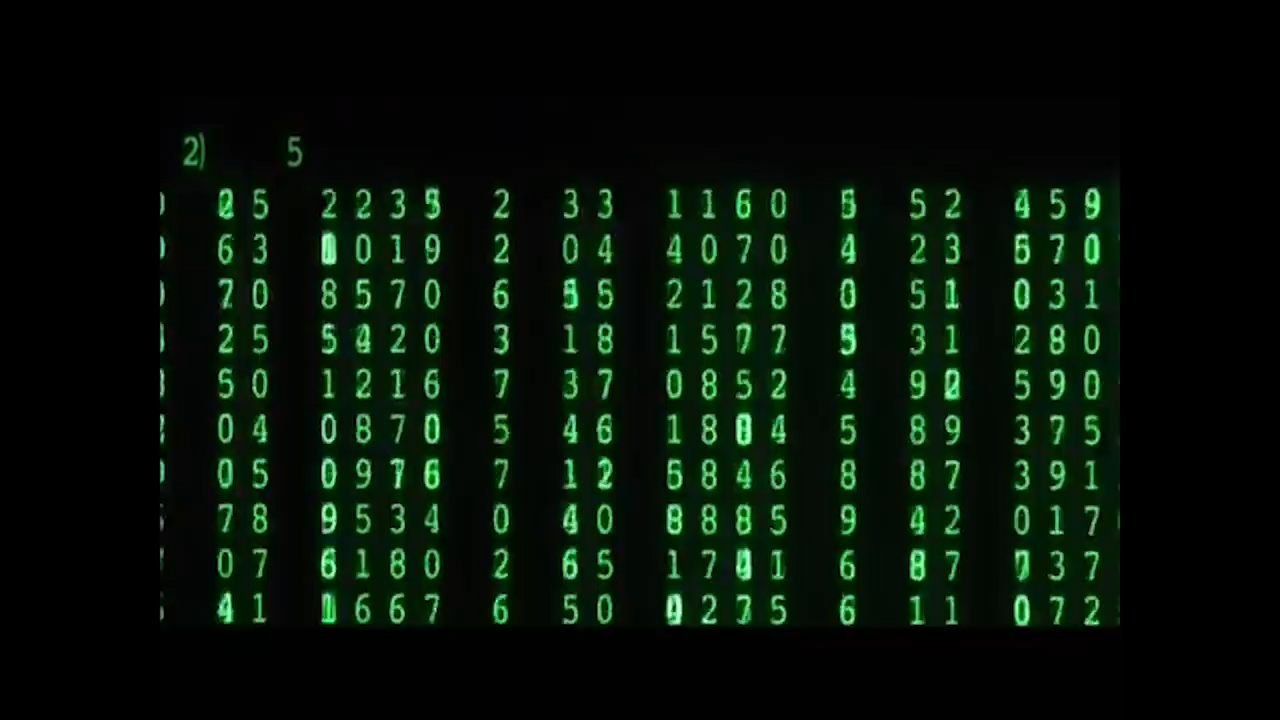 2) 5
2 5 2 2 3 5 2 3 3 1 1 6 0 5 2 4 5 9
6 3 0 1 9 2 0 4 4 0 7 0 4 2 3 5 7 0
7 0 8 5 7 0 6 5 5 2 1 2 8 0 5 1 0 3 1
2 5 5 4 2 0 3 1 8 1 5 7 7 5 3 1 2 8 0
5 0 1 2 1 6 7 3 7 0 8 5 2 4 9 5 9 0
0 4 0 8 7 0 5 4 6 1 8 4 5 8 9 3 7 5
0 5 0 9 7 6 7 1 2 5 8 4 6 8 8 7 3 9 1
7 8 9 5 3 4 0 4 0 8 8 8 5 9 4 2 0 1 7
0 7 6 1 8 0 2 6 5 1 7 1 6 8 7 3 7
4 1 6 6 7 6 5 0 2 7 5 6 1 1 0 7 2